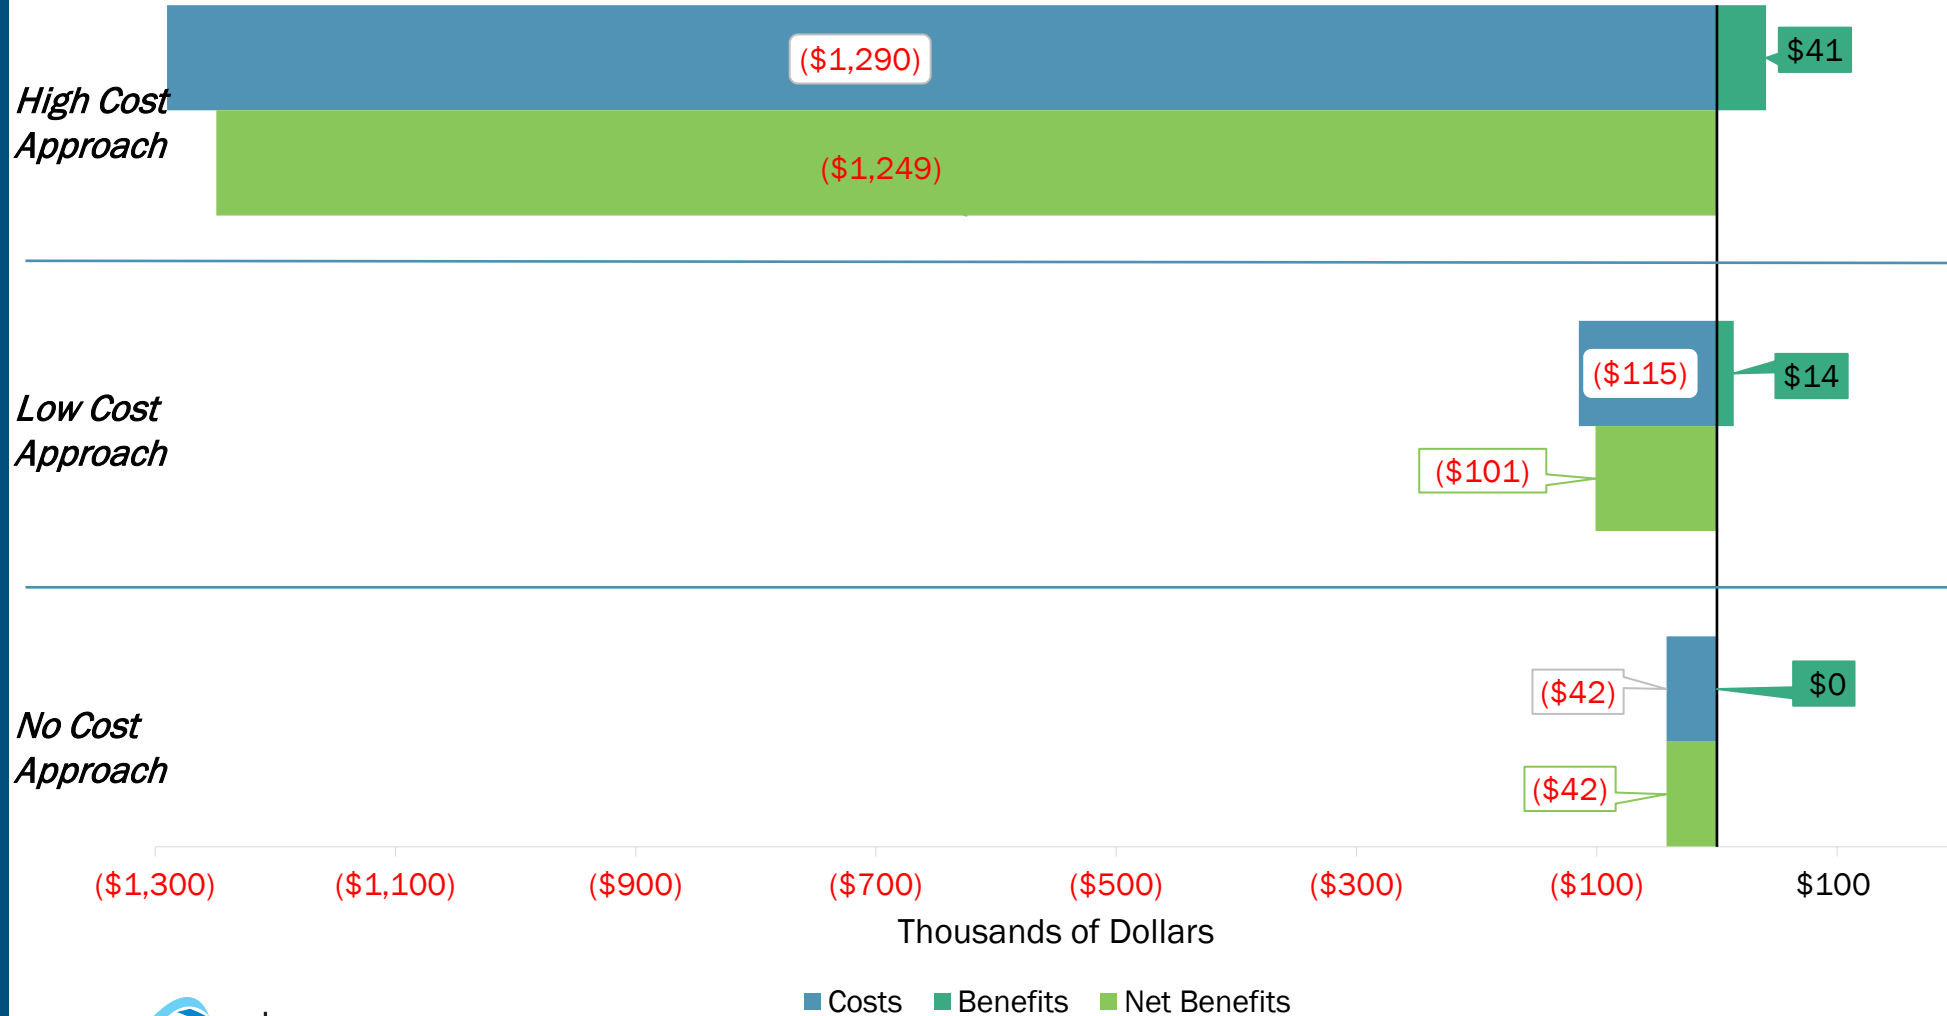 ($1,290)
$41
High Cost
Approach
($1,249)
Low Cost
Approach
($115)
$14
($101)
No Cost
Approach
($42)
$0
($42)
($1,300)
($1,100)
($900)
($700)
($500)
($300)
($100)
$100
Thousands of Dollars
Costs
Benefits
Net Benefits